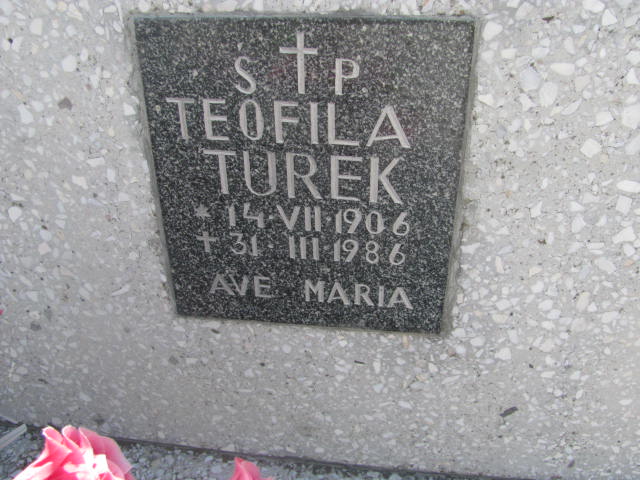 Ś P.
TEOFILA
TUREK
* 14·VII·1906
+ 31·III·1986
AVE MARIA